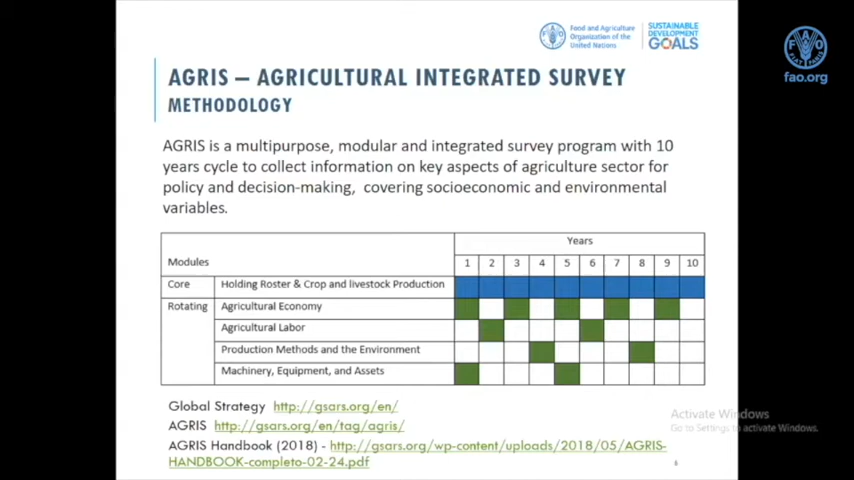 Food and Agriculture
Organization of the
United Nations
SUSTAINABLE
DEVELOPMENT
GOALS
FAO
FIAT PANIS
fao.org
AGRIS – AGRICULTURAL INTEGRATED SURVEY
METHODOLOGY
AGRIS is a multipurpose, modular and integrated survey program with 10
years cycle to collect information on key aspects of agriculture sector for
policy and decision-making, covering socioeconomic and environmental
variables.
Years
Modules
1 2 3 4 5 6 7 8 9 10
Core Holding Roster & Crop and livestock Production
Rotating Agricultural Economy
Agricultural Labor
Production Methods and the Environment
Machinery, Equipment, and Assets
Global Strategy http://gsars.org/en/
AGRIS http://gsars.org/en/tag/agris/
AGRIS Handbook (2018) - http://gsars.org/wp-content/uploads/2018/05/AGRIS-
HANDBOOK-completo-02-24.pdf
Activate Windows
Go to Settings to activate Windows.